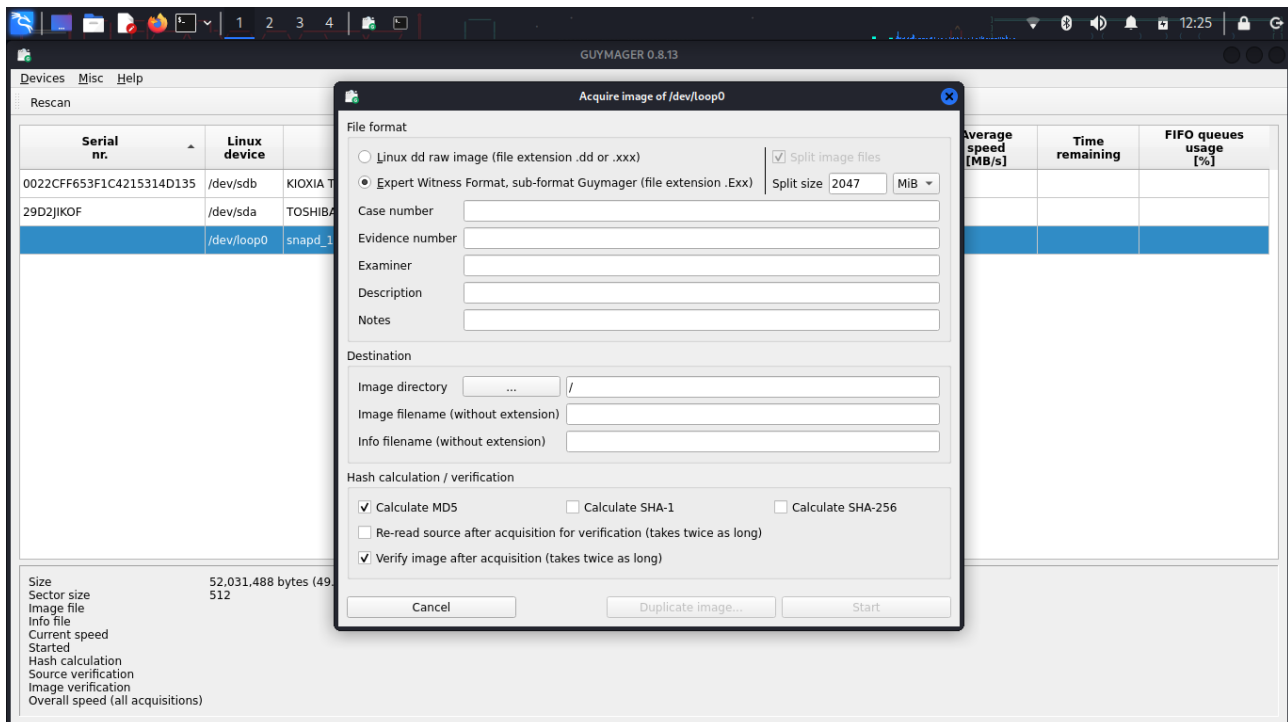 1 2 3 4 12:25
GUYMAGER 0.8.13
Devices Misc Help
Rescan
Serial nr.
Linux device
Average speed [MB/s]
Time remaining
FIFO queues usage [%]
0022CFF653F1C4215314D135 /dev/sdb KIOXIA T
29D2JIKOF /dev/sda TOSHIBA
/dev/loop0 snapd_1
Acquire image of /dev/loop0
File format
Linux dd raw image (file extension .dd or .xxx)
Split image files
Expert Witness Format, sub-format Guymager (file extension .Exx)
Split size 2047 MiB
Case number
Evidence number
Examiner
Description
Notes
Destination
Image directory ... /
Image filename (without extension)
Info filename (without extension)
Hash calculation / verification
Calculate MD5 Calculate SHA-1 Calculate SHA-256
Re-read source after acquisition for verification (takes twice as long)
Verify image after acquisition (takes twice as long)
Cancel Duplicate image... Start
Size 52,031,488 bytes (49.
Sector size 512
Image file
Info file
Current speed
Started
Hash calculation
Source verification
Image verification
Overall speed (all acquisitions)